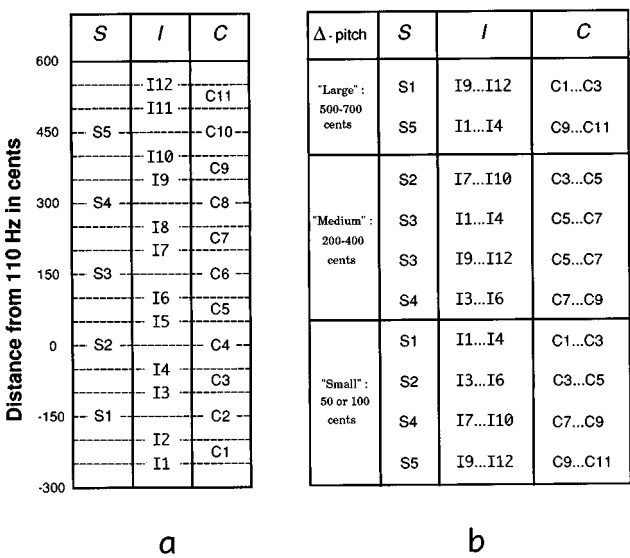 S I C
600
I12
C11
I11
450 S5 C10
I10
C9
I9
300 S4 C8
I8
C7
I7
150 S3 C6
I6
C5
I5
0 S2 C4
I4
C3
I3
-150 S1 C2
I2
C1
I1
-300
Distance from 110 Hz in cents
a
Δ - pitch S I C
"Large" :
500-700
cents
S1 I9...I12 C1...C3
S5 I1...I4 C9...C11
"Medium" :
200-400
cents
S2 I7...I10 C3...C5
S3 I1...I4 C5...C7
S3 I9...I12 C5...C7
S4 I3...I6 C7...C9
"Small" :
50 or 100
cents
S1 I1...I4 C1...C3
S2 I3...I6 C3...C5
S4 I7...I10 C7...C9
S5 I9...I12 C9...C11
b